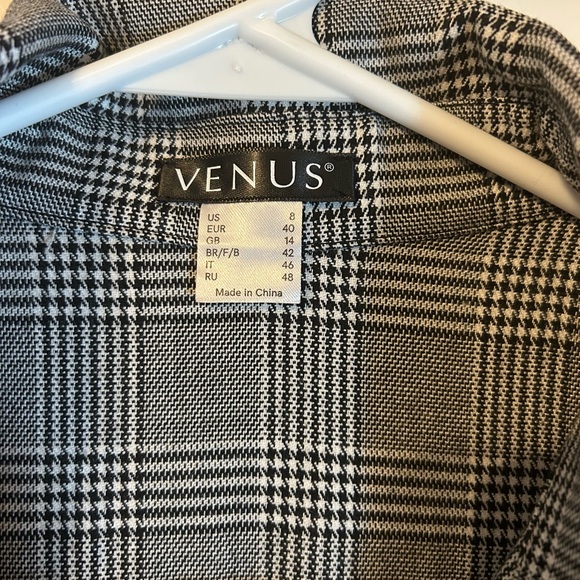 VENUS®
US 8
EUR 40
GB 14
BR/F/B 42
IT 46
RU 48
Made in China